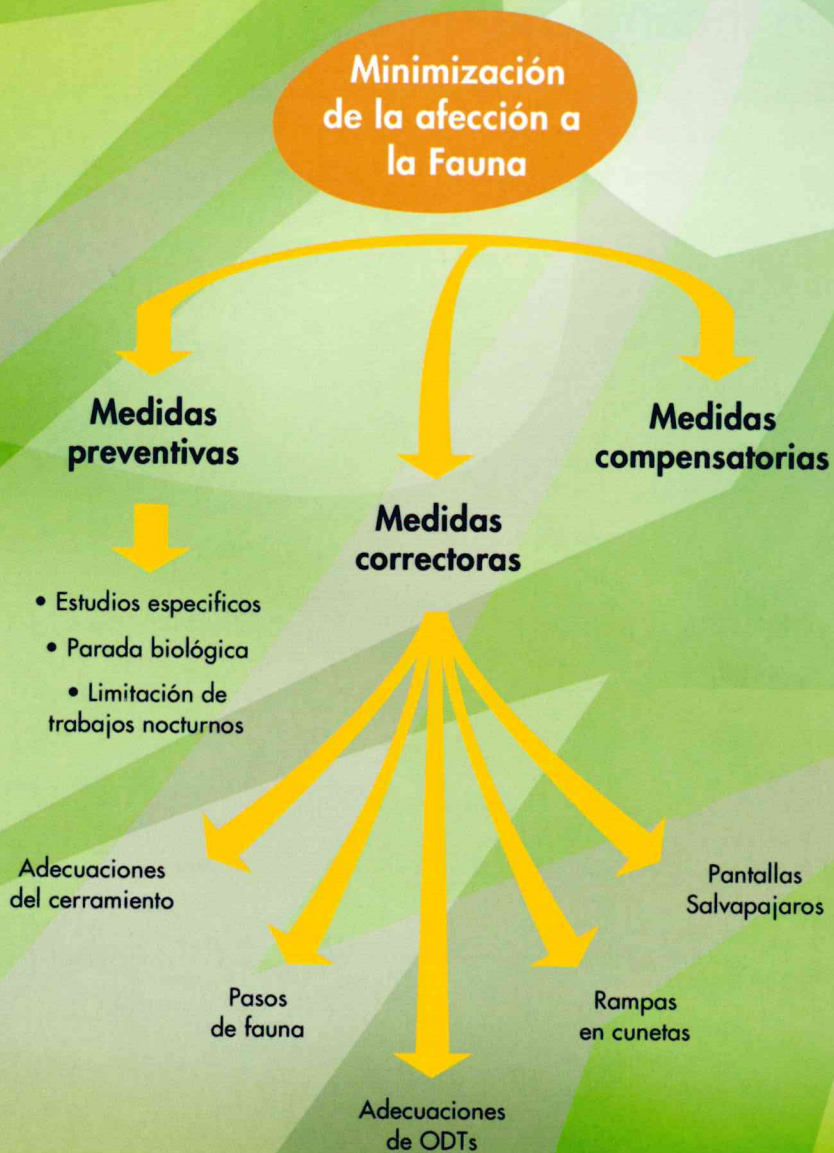 Minimización
de la afección a
la Fauna
Medidas
preventivas
• Estudios especificos
• Parada biológica
• Limitación de
trabajos nocturnos
Medidas
correctoras
Adecuaciones
del cerramiento
Pasos
de fauna
Adecuaciones
de ODTs
Rampas
en cunetas
Pantallas
Salvapajaros
Medidas
compensatorias